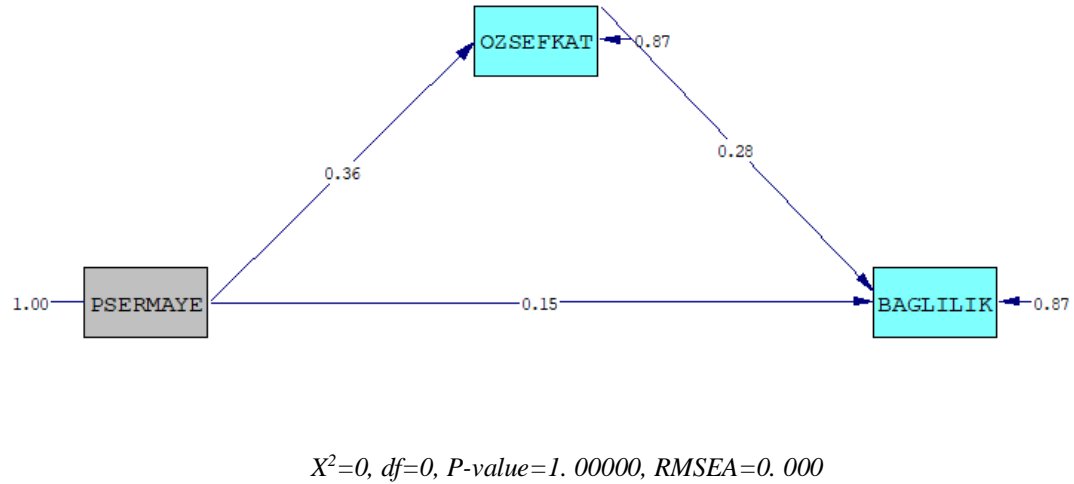 OZSEFKAT
0.87
0.36
0.28
1.00
PSERMAYE
0.15
BAGLILIK
0.87
X²=0, df=0, P-value=1. 00000, RMSEA=0. 000